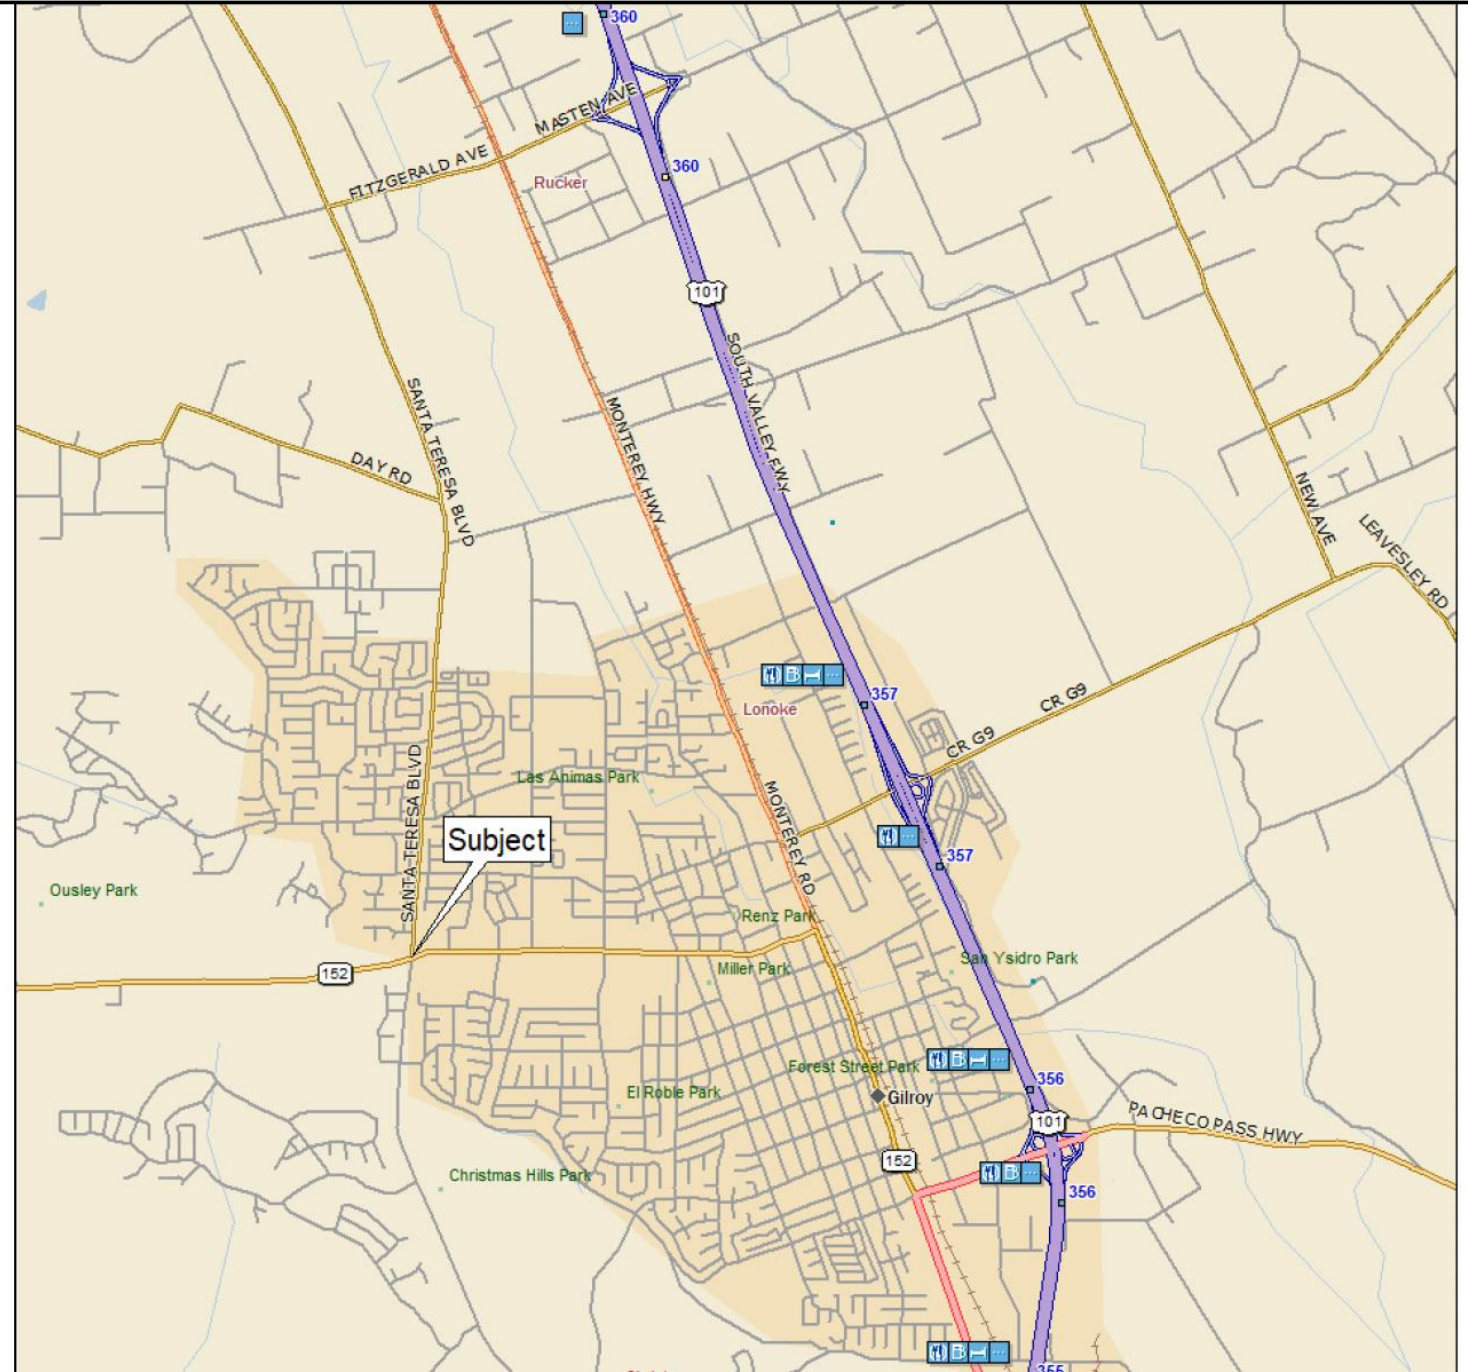 360
MASTEN AVE
FITZGERALD AVE
360
Rucker
101
SOUTH VALLEY FWY
SANTA TERESA BLVD
MONTEREY HWY
DAY RD
NEW AVE
LEAVESLEY RD
357
Lonoke
CR G9
CR G9
SANTA TERESA BLVD
Las Animas Park
MONTEREY RD
Subject
357
Ousley Park
Renz Park
152
Miller Park
San Ysidro Park
Forest Street Park
356
El Roble Park
Gilroy
101
PACHECO PASS HWY
152
Christmas Hills Park
356
355